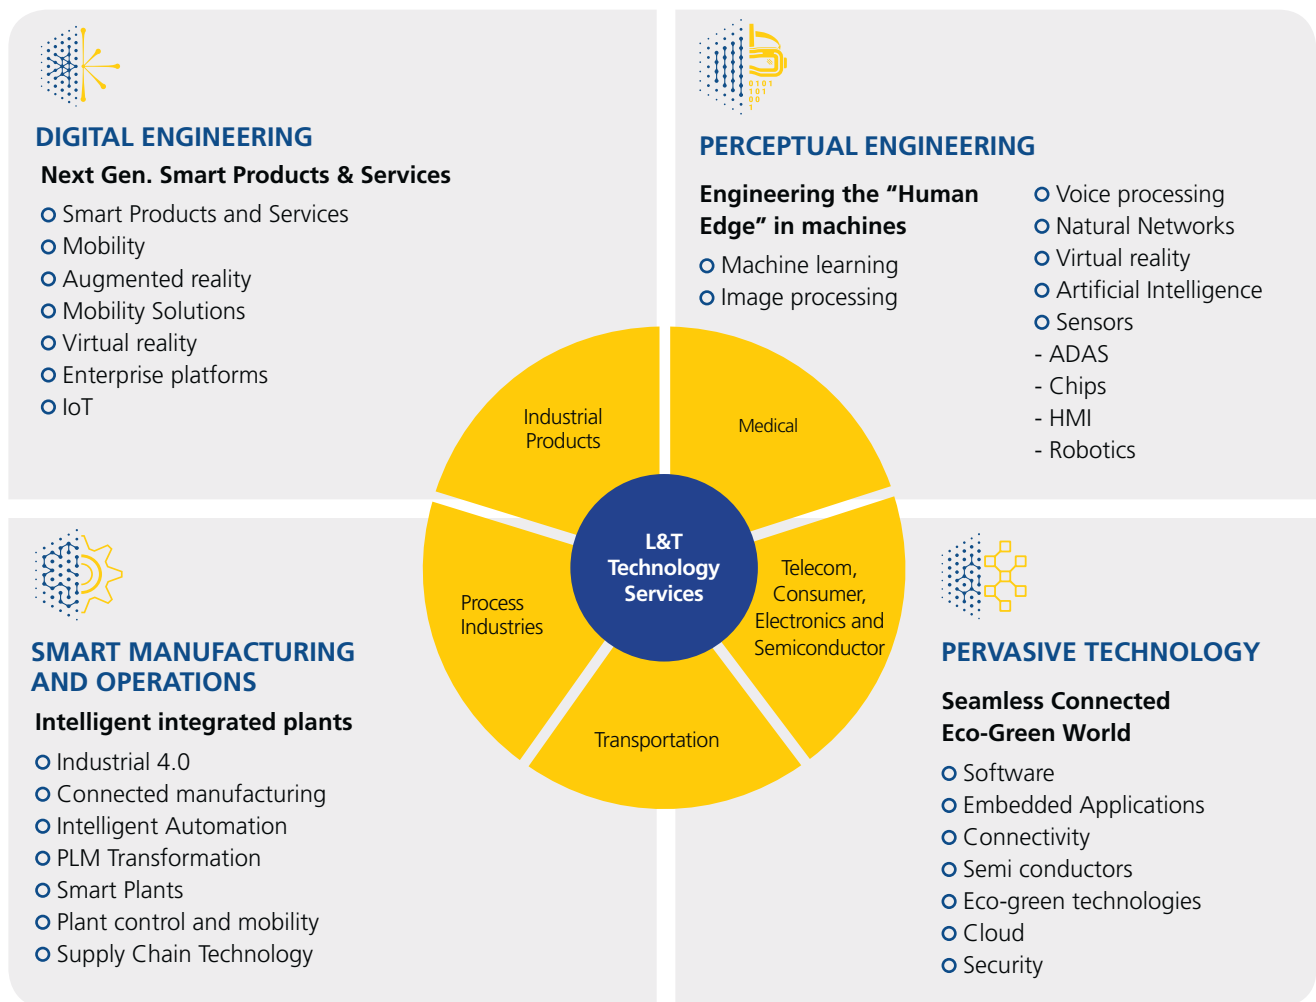 DIGITAL ENGINEERING
Next Gen. Smart Products & Services
Smart Products and Services
Mobility
Augmented reality
Mobility Solutions
Virtual reality
Enterprise platforms
IoT
0101
101
00
1
PERCEPTUAL ENGINEERING
Engineering the “Human
Edge” in machines
Machine learning
Image processing
Voice processing
Natural Networks
Virtual reality
Artificial Intelligence
Sensors
- ADAS
- Chips
- HMI
- Robotics
Industrial
Products
Medical
L&T
Technology
Services
Telecom,
Consumer,
Electronics and
Semiconductor
Process
Industries
Transportation
SMART MANUFACTURING
AND OPERATIONS
Intelligent integrated plants
Industrial 4.0
Connected manufacturing
Intelligent Automation
PLM Transformation
Smart Plants
Plant control and mobility
Supply Chain Technology
PERVASIVE TECHNOLOGY
Seamless Connected
Eco-Green World
Software
Embedded Applications
Connectivity
Semi conductors
Eco-green technologies
Cloud
Security